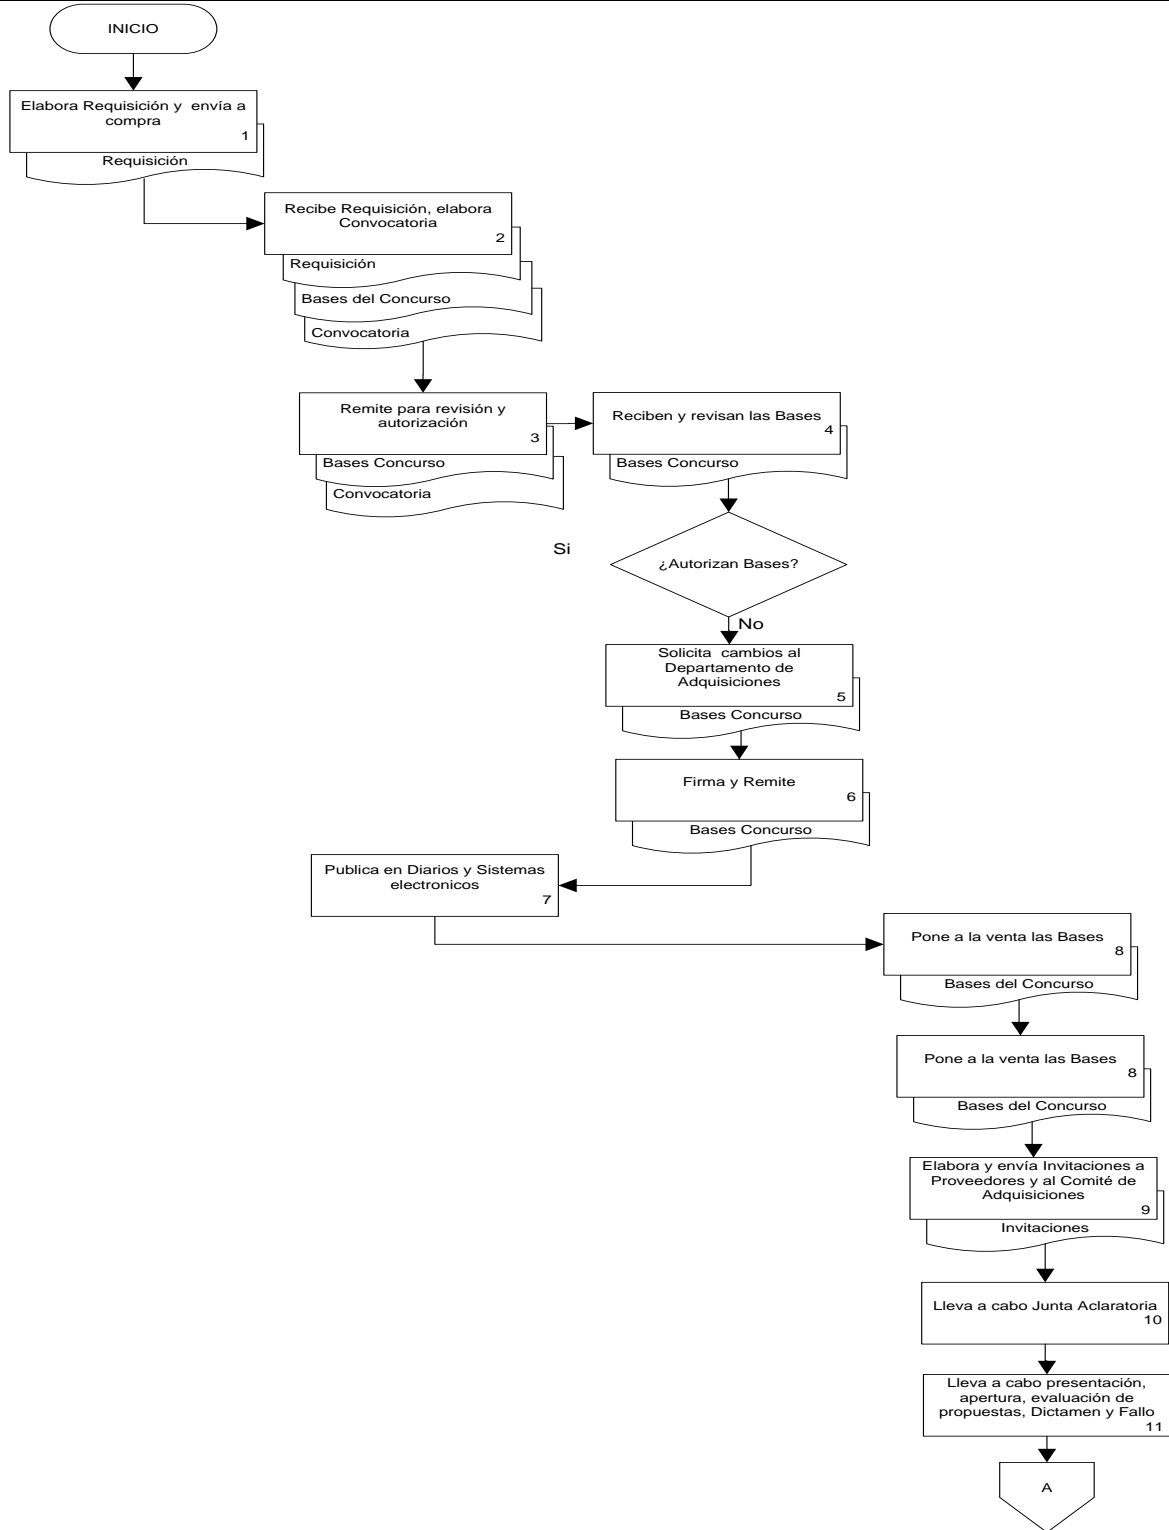 INICIO
Elabora Requisición y  envía a
compra
1
Requisición
Recibe Requisición, elabora
Convocatoria
2
Requisición
Bases del Concurso
Convocatoria
Remite para revisión y
autorización
3
Bases Concurso
Convocatoria
Reciben y revisan las Bases
4
Bases Concurso
Si
¿Autorizan Bases?
No
Solicita  cambios al
Departamento de
Adquisiciones
5
Bases Concurso
Firma y Remite
6
Bases Concurso
Publica en Diarios y Sistemas
electronicos
7
Pone a la venta las Bases
8
Bases del Concurso
Pone a la venta las Bases
8
Bases del Concurso
Elabora y envía Invitaciones a
Proveedores y al Comité de
Adquisiciones
9
Invitaciones
Lleva a cabo Junta Aclaratoria
10
Lleva a cabo presentación,
apertura, evaluación de
propuestas, Dictamen y Fallo
11
A